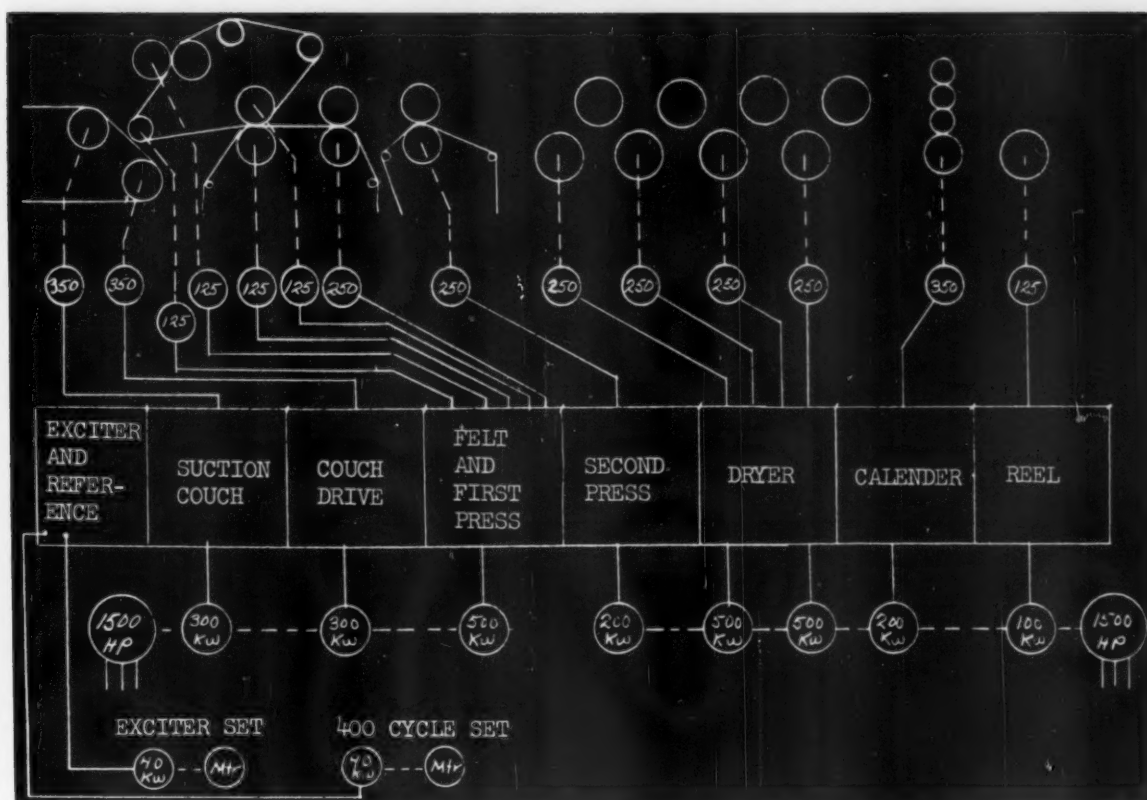 350
350
125
125
125
125
250
250
250
250
250
250
350
125
EXCITER
AND
REFER-
ENCE
SUCTION
COUCH
COUCH
DRIVE
FELT
AND
FIRST
PRESS
SECOND
PRESS
DRYER
CALENDER
REEL
1500
HP
300
KW
300
KW
500
KW
200
KW
500
KW
500
KW
200
KW
100
KW
1500
HP
EXCITER SET
400 CYCLE SET
40
KW
Mtr
40
KW
Mtr